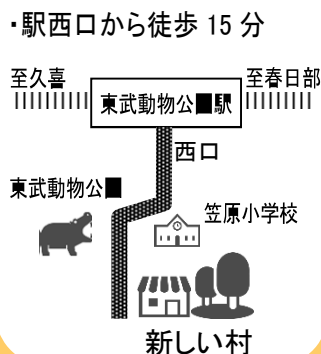 ・駅西口から徒歩 15 分
至久喜
至春日部
東武動物公■駅
西口
東武動物公■
笠原小学校
新しい村